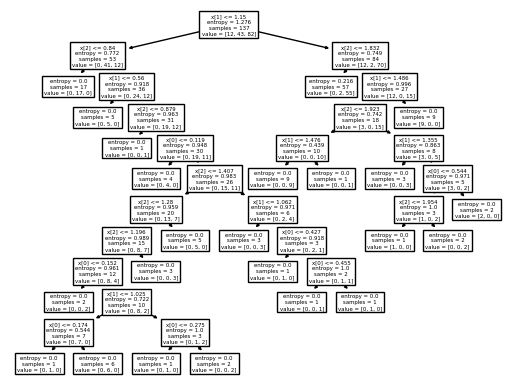 x[1] <= 1.15
entropy = 1.276
samples = 137
value = [12, 43, 82]
x[2] <= 0.84
entropy = 0.772
samples = 53
value = [0, 41, 12]
x[2] <= 1.832
entropy = 0.749
samples = 84
value = [12, 2, 70]
entropy = 0.0
samples = 17
value = [0, 17, 0]
x[1] <= 0.56
entropy = 0.918
samples = 36
value = [0, 24, 12]
entropy = 0.216
samples = 57
value = [0, 2, 55]
x[1] <= 1.486
entropy = 0.996
samples = 27
value = [12, 0, 15]
entropy = 0.0
samples = 5
value = [0, 5, 0]
x[2] <= 0.879
entropy = 0.963
samples = 31
value = [0, 19, 12]
x[2] <= 1.923
entropy = 0.742
samples = 18
value = [3, 0, 15]
entropy = 0.0
samples = 9
value = [9, 0, 0]
entropy = 0.0
samples = 1
value = [0, 0, 1]
x[0] <= 0.119
entropy = 0.948
samples = 30
value = [0, 19, 11]
x[1] <= 1.476
entropy = 0.439
samples = 10
value = [0, 0, 10]
x[1] <= 1.355
entropy = 0.863
samples = 8
value = [3, 0, 5]
entropy = 0.0
samples = 4
value = [0, 4, 0]
x[2] <= 1.407
entropy = 0.983
samples = 26
value = [0, 15, 11]
entropy = 0.0
samples = 9
value = [0, 0, 9]
entropy = 0.0
samples = 1
value = [0, 0, 1]
entropy = 0.0
samples = 3
value = [0, 0, 3]
x[0] <= 0.544
entropy = 0.971
samples = 5
value = [3, 0, 2]
x[2] <= 1.28
entropy = 0.959
samples = 20
value = [0, 13, 7]
x[1] <= 1.062
entropy = 0.971
samples = 6
value = [0, 2, 4]
x[2] <= 1.954
entropy = 1.0
samples = 3
value = [1, 0, 2]
entropy = 0.0
samples = 2
value = [2, 0, 0]
x[2] <= 1.196
entropy = 0.989
samples = 15
value = [0, 8, 7]
entropy = 0.0
samples = 5
value = [0, 5, 0]
entropy = 0.0
samples = 3
value = [0, 0, 3]
x[0] <= 0.427
entropy = 0.918
samples = 3
value = [0, 2, 1]
entropy = 0.0
samples = 1
value = [1, 0, 0]
entropy = 0.0
samples = 2
value = [0, 0, 2]
x[0] <= 0.152
entropy = 0.961
samples = 12
value = [0, 8, 4]
entropy = 0.0
samples = 3
value = [0, 0, 3]
entropy = 0.0
samples = 1
value = [0, 1, 0]
x[0] <= 0.455
entropy = 1.0
samples = 2
value = [0, 1, 1]
entropy = 0.0
samples = 2
value = [0, 0, 2]
x[1] <= 1.025
entropy = 0.722
samples = 10
value = [0, 8, 2]
entropy = 0.0
samples = 1
value = [0, 0, 1]
entropy = 0.0
samples = 1
value = [0, 1, 0]
x[0] <= 0.174
entropy = 0.544
samples = 7
value = [0, 7, 0]
x[0] <= 0.275
entropy = 1.0
samples = 3
value = [0, 1, 2]
entropy = 0.0
samples = 1
value = [0, 1, 0]
entropy = 0.0
samples = 6
value = [0, 6, 0]
entropy = 0.0
samples = 1
value = [0, 1, 0]
entropy = 0.0
samples = 2
value = [0, 0, 2]